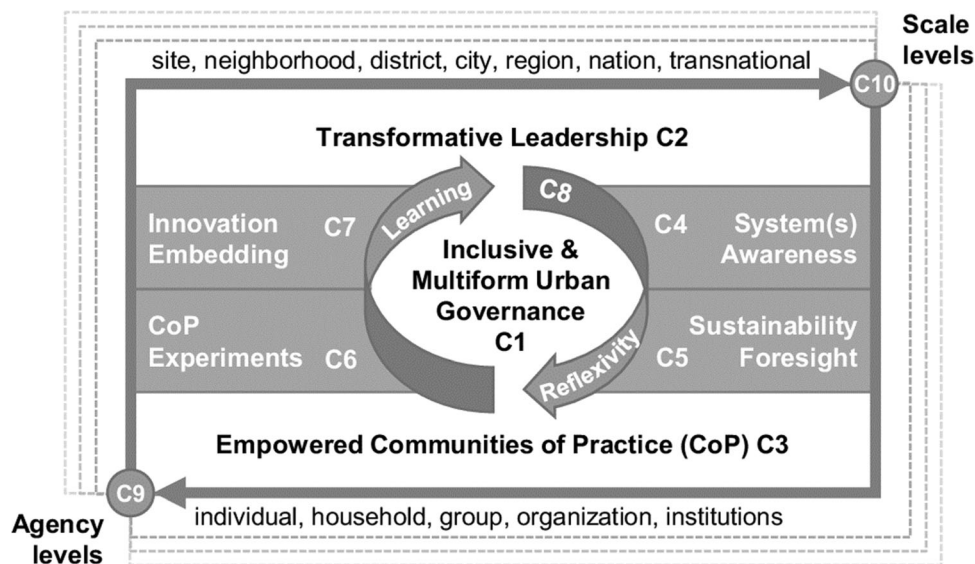 Scale
levels
site, neighborhood, district, city, region, nation, transnational
C10
Transformative Leadership C2
Learning
C8
Innovation
Embedding
C7
C4
System(s)
Awareness
Inclusive &
Multiform Urban
Governance
C1
CoP
Experiments
C6
C5
Sustainability
Foresight
Reflexivity
Empowered Communities of Practice (CoP) C3
C9
Agency
levels
individual, household, group, organization, institutions